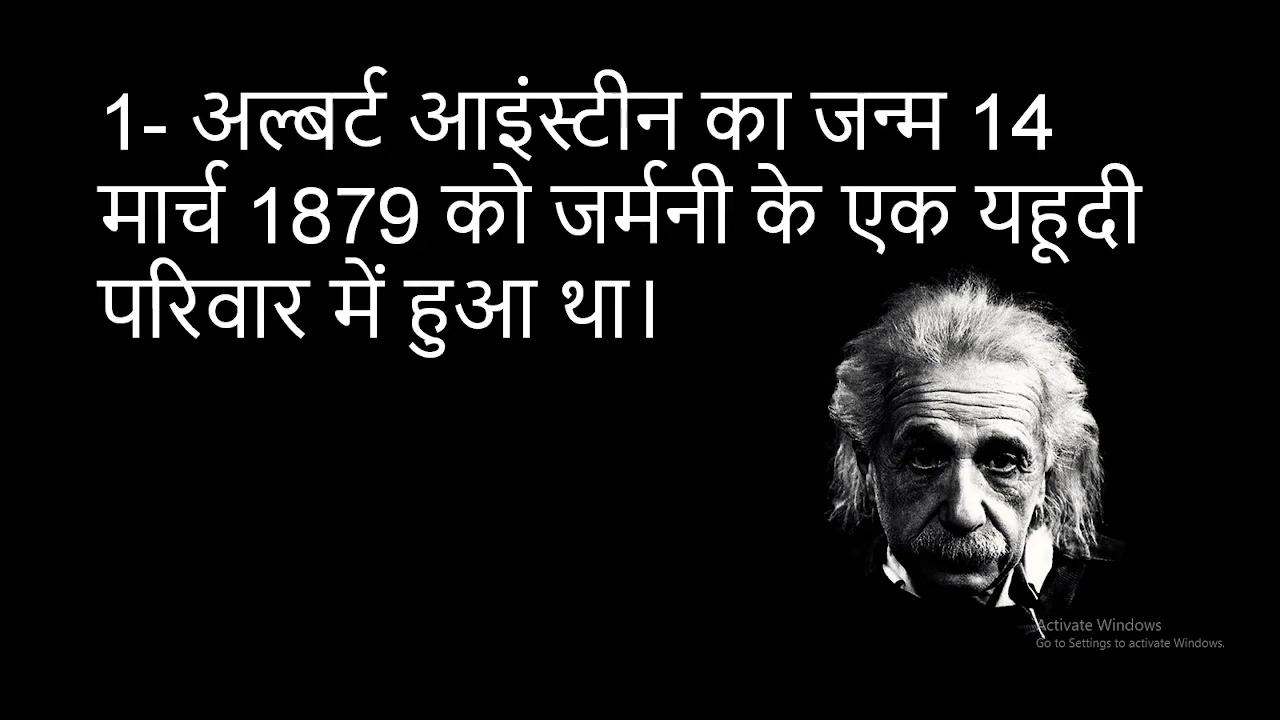 1- अल्बर्ट आइंस्टीन का जन्म 14
मार्च 1879 को जर्मनी के एक यहूदी
परिवार में हुआ था।
Activate Windows
Go to Settings to activate Windows.